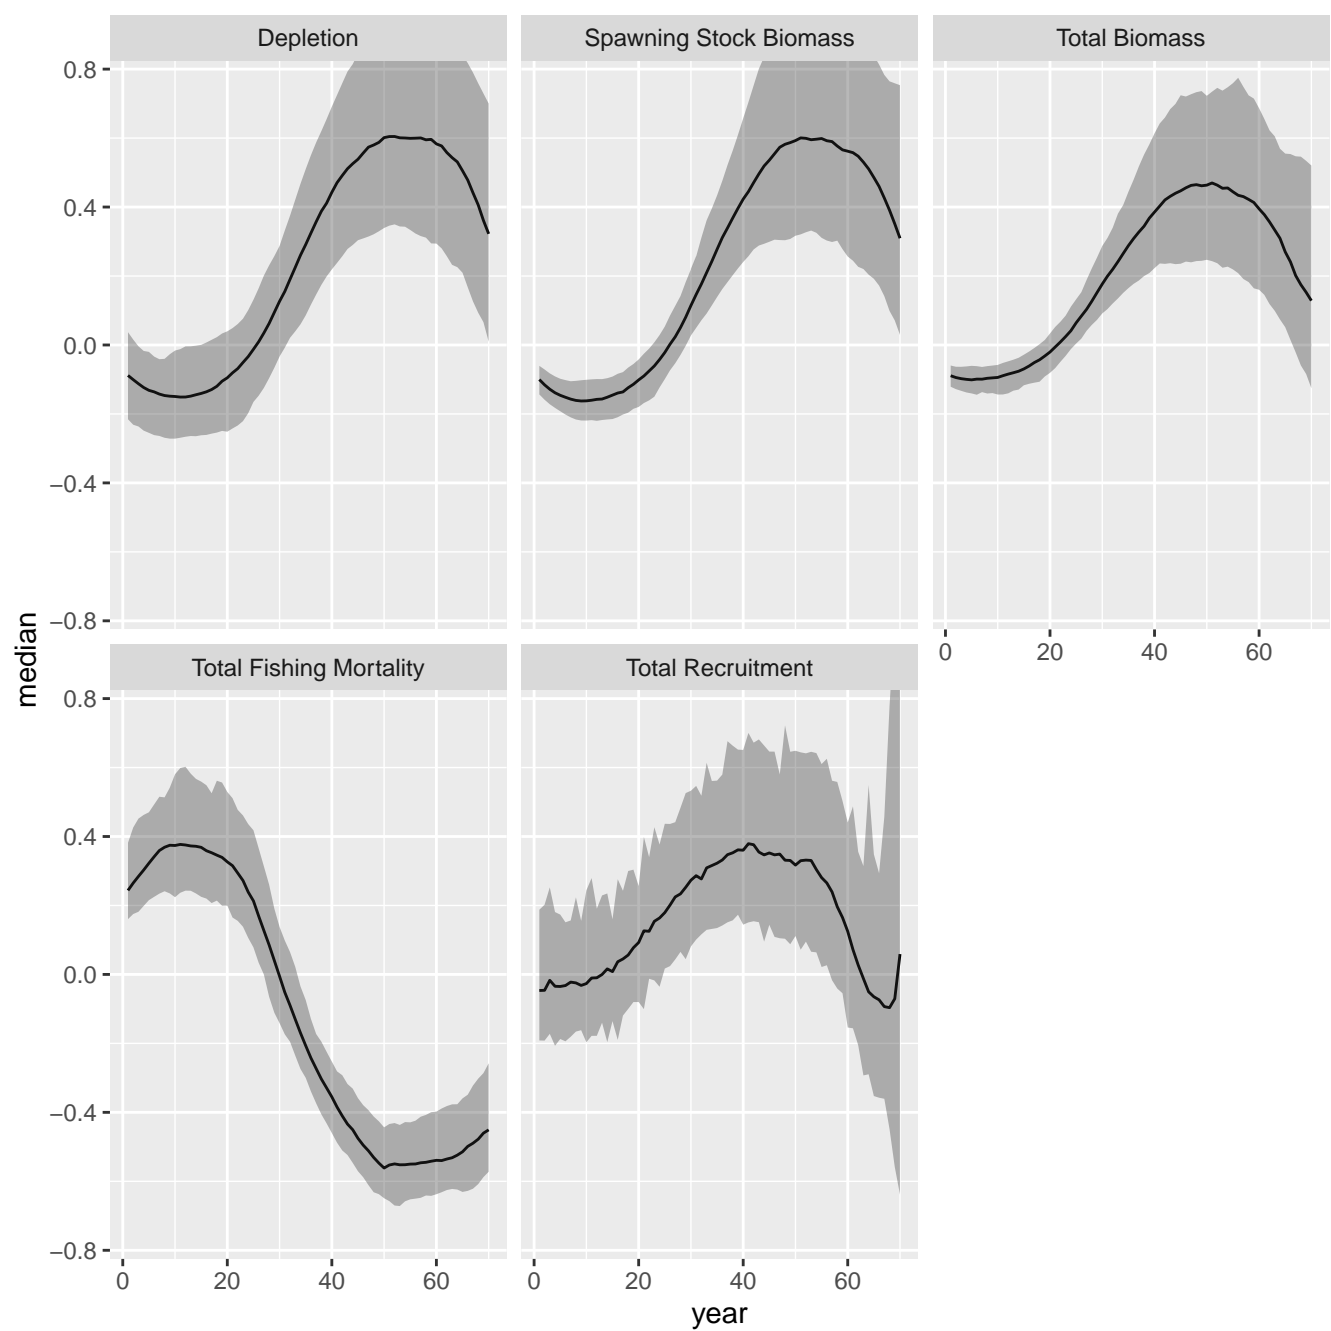 Depletion
Spawning Stock Biomass
Total Biomass
0.8
0.4
0.0
−0.4
−0.8
0 20 40 60
median
Total Fishing Mortality
Total Recruitment
0.8
0.4
0.0
−0.4
−0.8
0 20 40 60
0 20 40 60
year